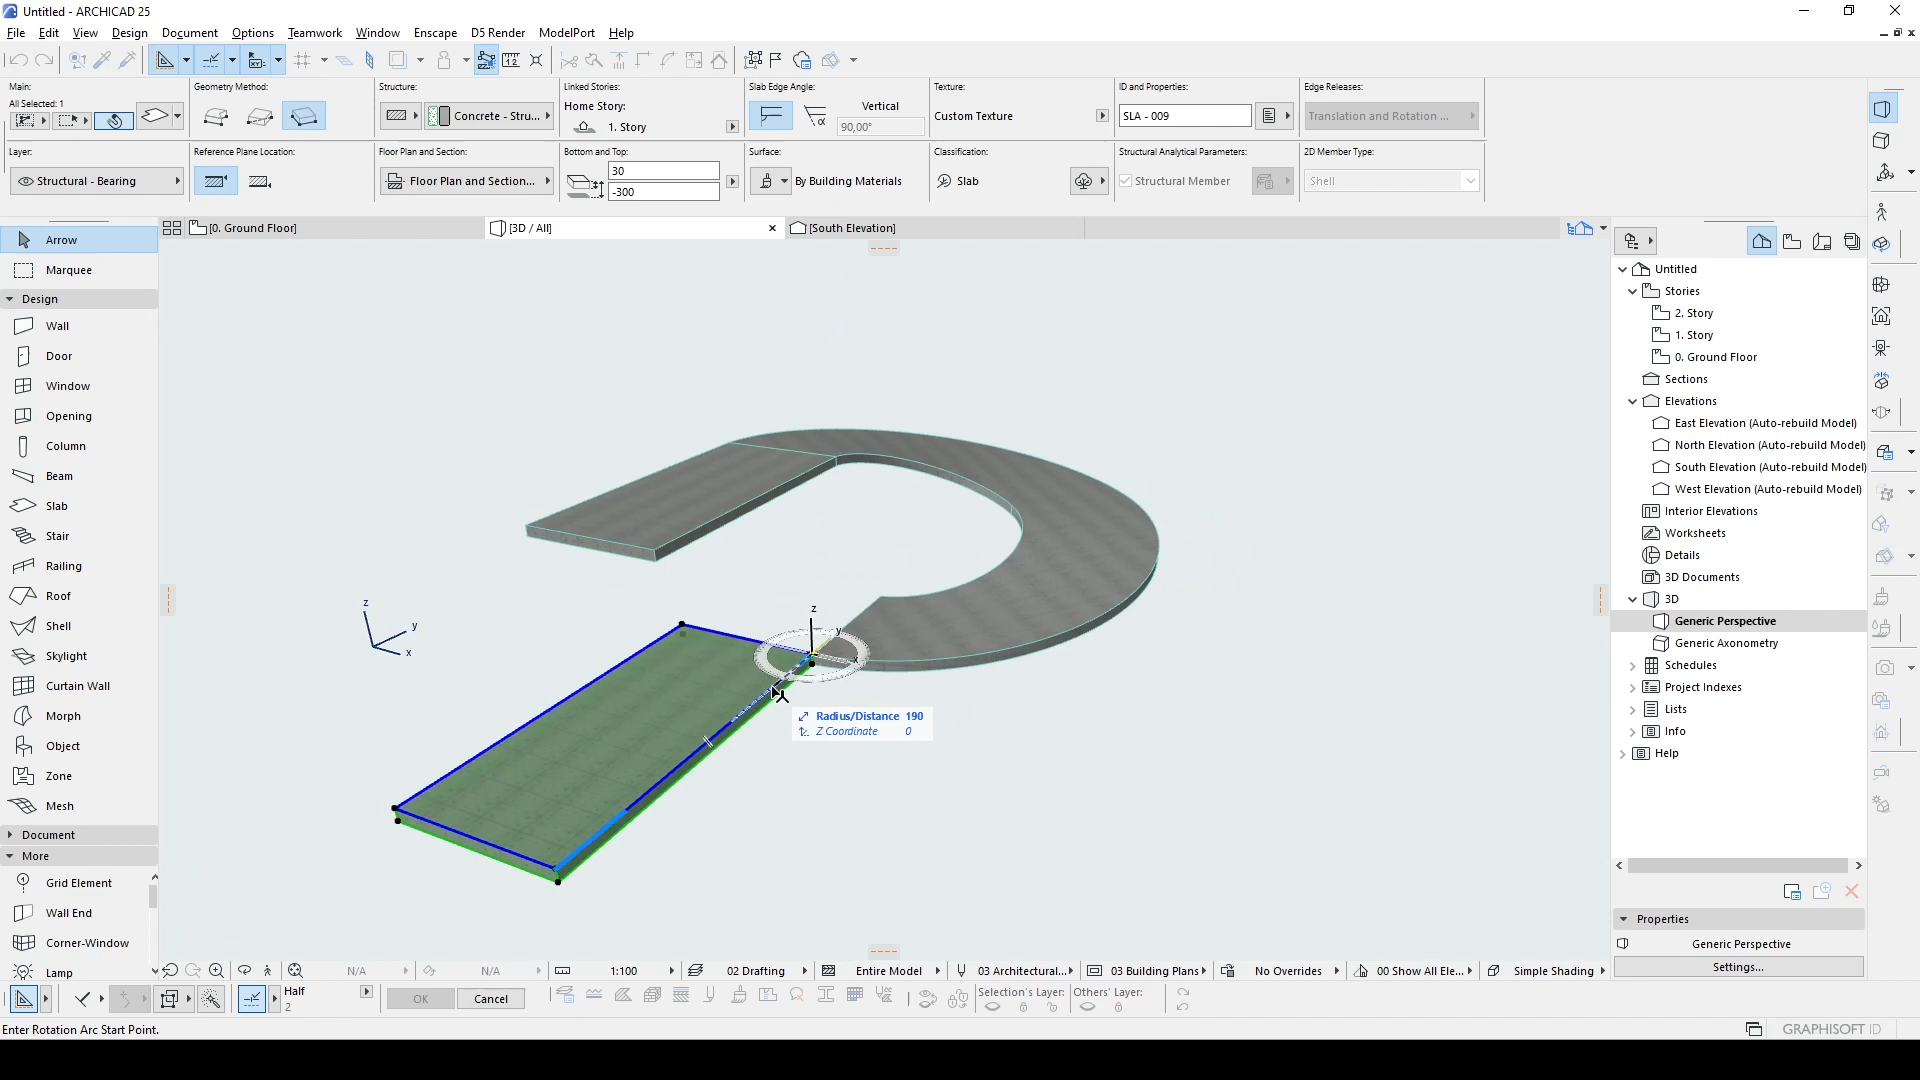 Untitled - ARCHICAD 25
File Edit View Design Document Options Teamwork Window Enscape D5 Render ModelPort Help
Main: Geometry Method: Structure: Linked Stories: Slab Edge Angle: Texture: ID and Properties: Edge Releases:
All Selected: 1 Home Story: Vertical
Concrete - Stru... 1. Story 90,00° Custom Texture SLA - 009 Translation and Rotation ...
Layer: Reference Plane Location: Floor Plan and Section: Bottom and Top: Surface: Classification: Structural Analytical Parameters: 2D Member Type:
30
Structural - Bearing Floor Plan and Section... By Building Materials Slab Structural Member Shell
-300
[0. Ground Floor] [3D / All] [South Elevation]
Arrow
Marquee
Design
Wall
Door
Window
Opening
Column
Beam
Slab
Stair
Railing
Roof
Shell
Skylight
Curtain Wall
Morph
Object
Zone
Mesh
Document
More
Grid Element
Wall End
Corner-Window
Lamp
z
y
x
z
y
x
Radius/Distance 190
Z Coordinate 0
Untitled
Stories
2. Story
1. Story
0. Ground Floor
Sections
Elevations
East Elevation (Auto-rebuild Model)
North Elevation (Auto-rebuild Model)
South Elevation (Auto-rebuild Model)
West Elevation (Auto-rebuild Model)
Interior Elevations
Worksheets
Details
3D Documents
3D
Generic Perspective
Generic Axonometry
Schedules
Project Indexes
Lists
Info
Help
Properties
Generic Perspective
Settings...
N/A N/A 1:100 02 Drafting Entire Model 03 Architectural... 03 Building Plans No Overrides 00 Show All Ele... Simple Shading
Half
2
OK Cancel
Selection's Layer: Others' Layer:
Enter Rotation Arc Start Point.
GRAPHISOFT ID